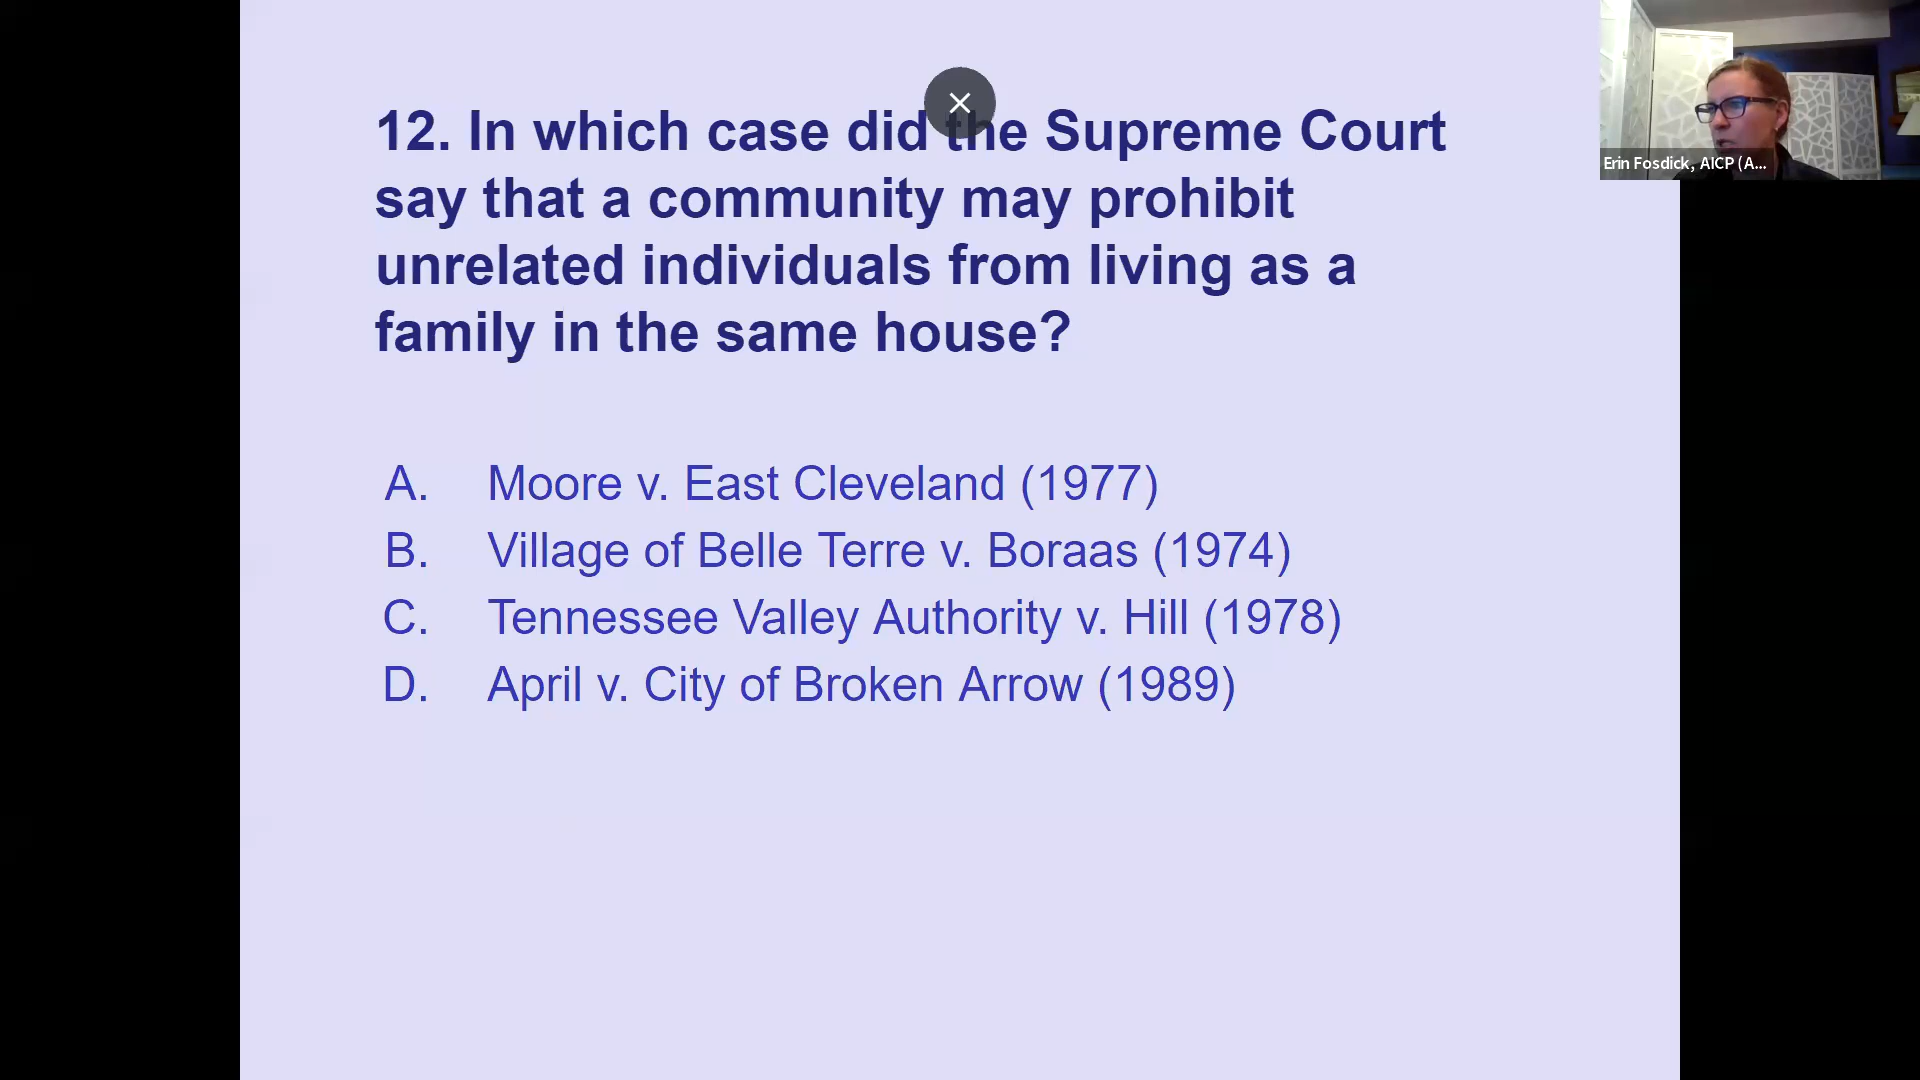 12. In which case did the Supreme Court
say that a community may prohibit
unrelated individuals from living as a
family in the same house?
A. Moore v. East Cleveland (1977)
B. Village of Belle Terre v. Boraas (1974)
C. Tennessee Valley Authority v. Hill (1978)
D. April v. City of Broken Arrow (1989)
Erin Fosdick, AICP (A...